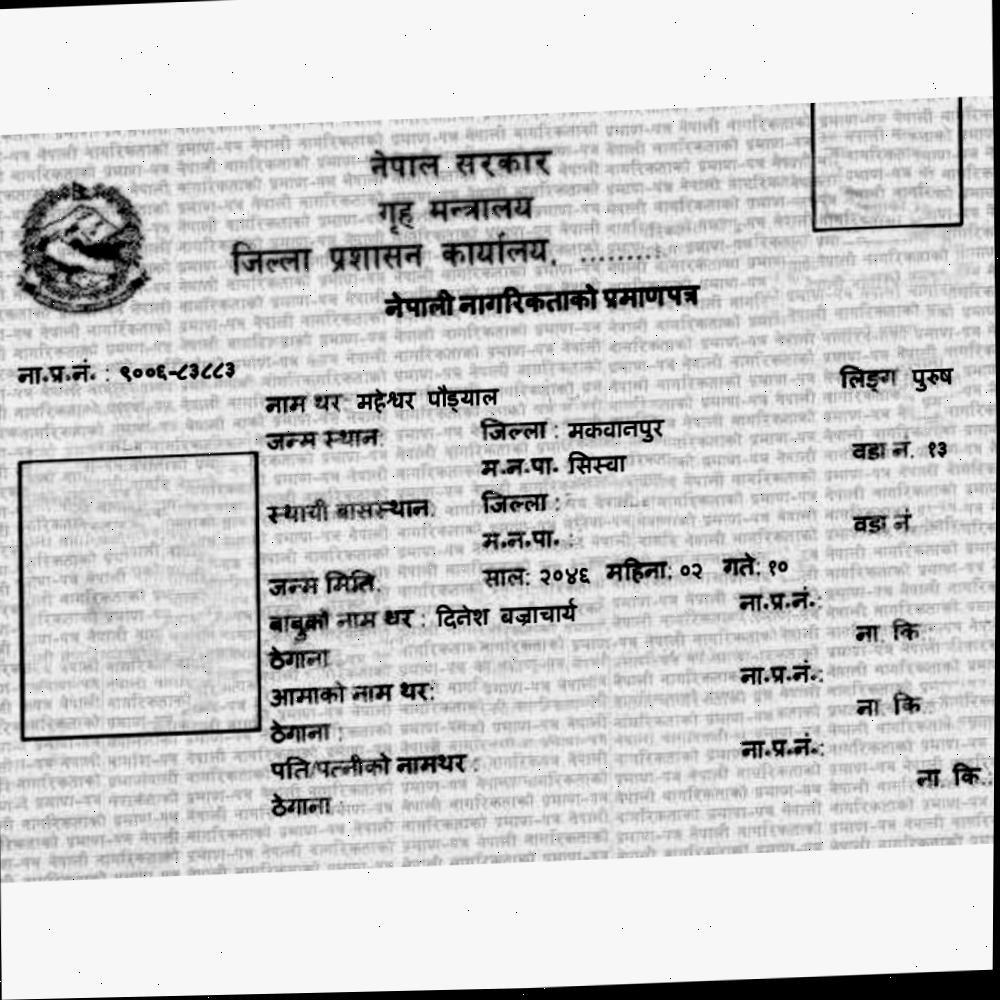 नेपाल सरकार
गृह मन्त्रालय
जिल्ला प्रशासन कार्यालय, .........
नेपाली नागरिकताको प्रमाणपत्र
ना.प्र.नं. : ९००६-८३८८३
लिङ्ग पुरुष
नाम थर महेश्वर पौड्याल
जन्म स्थान: जिल्ला : मकवानपुर
म.न.पा. सिस्वा वडा नं. १३
स्थायी बासस्थान: जिल्ला :
म.न.पा. : वडा नं.
जन्म मिति: साल: २०४६ महिना: ०२ गते: १०
बाबुको नाम थर : दिनेश बज्राचार्य ना.प्र.नं.:
ठेगाना ना. कि.:
आमाको नाम थर: ना.प्र.नं.:
ठेगाना : ना. कि.:
पति/पत्नीको नामथर : ना.प्र.नं.:
ठेगाना : ना. कि.: